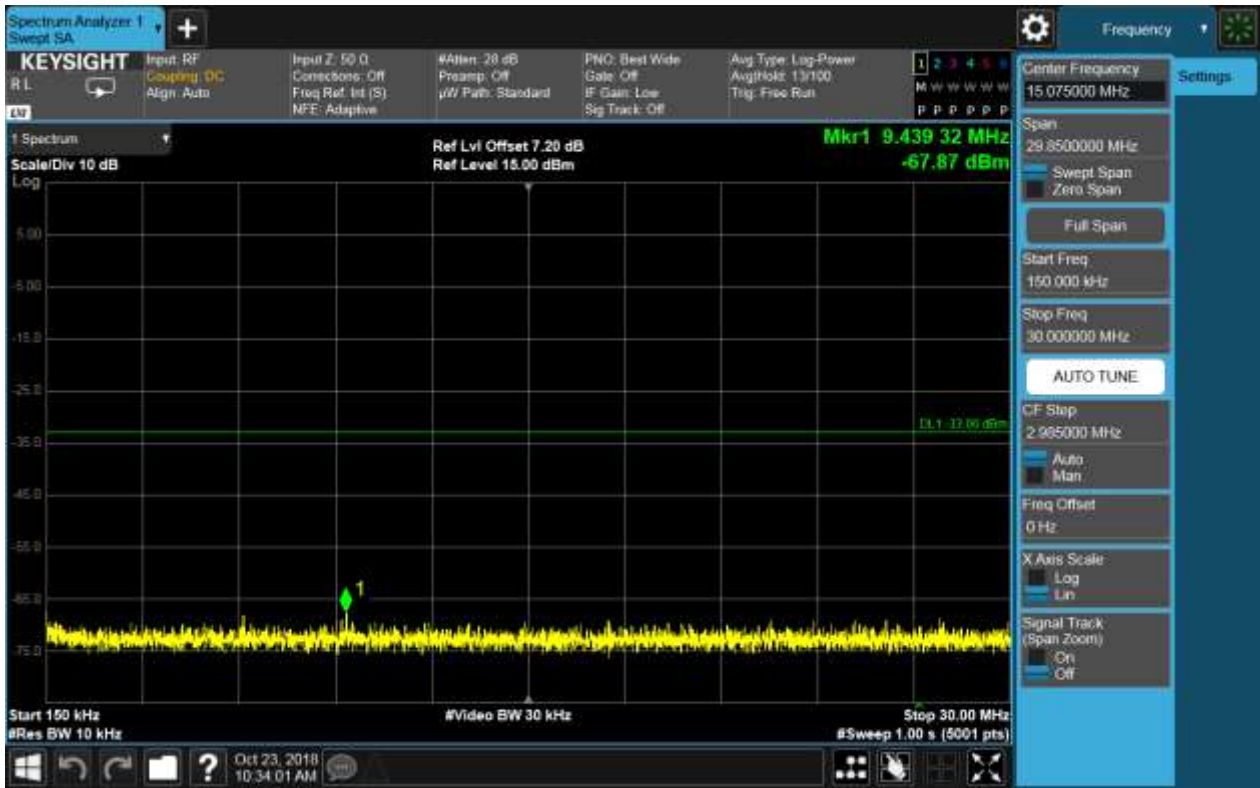 Spectrum Analyzer 1
Swept SA
+
Frequency
KEYSIGHT
R L
Input: RF
Coupling: DC
Align: Auto
Input Z: 50 Ω
Corrections: Off
Freq Ref: Int (S)
NFE: Adaptive
#Atten: 28 dB
Preamp: Off
µW Path: Standard
PNO: Best Wide
Gate: Off
IF Gain: Low
Sig Track: Off
Avg Type: Log-Power
Avg|Hold: 13/100
Trig: Free Run
1 2 3 4 5 6
M W W W W W
P P P P P P
1 Spectrum
Scale/Div 10 dB
Log
Ref Lvl Offset 7.20 dB
Ref Level 15.00 dBm
Mkr1 9.439 32 MHz
-67.87 dBm
5.00
-5.00
-15.0
-25.0
-35.0
-45.0
-55.0
-65.0
-75.0
DL1 -33.00 dBm
1
Start 150 kHz
#Res BW 10 kHz
#Video BW 30 kHz
Stop 30.00 MHz
#Sweep 1.00 s (5001 pts)
?
Oct 23, 2018
10:34:01 AM
Center Frequency
15.075000 MHz
Settings
Span
29.8500000 MHz
Swept Span
Zero Span
Full Span
Start Freq
150.000 kHz
Stop Freq
30.000000 MHz
AUTO TUNE
CF Step
2.985000 MHz
Auto
Man
Freq Offset
0 Hz
X Axis Scale
Log
Lin
Signal Track
(Span Zoom)
On
Off